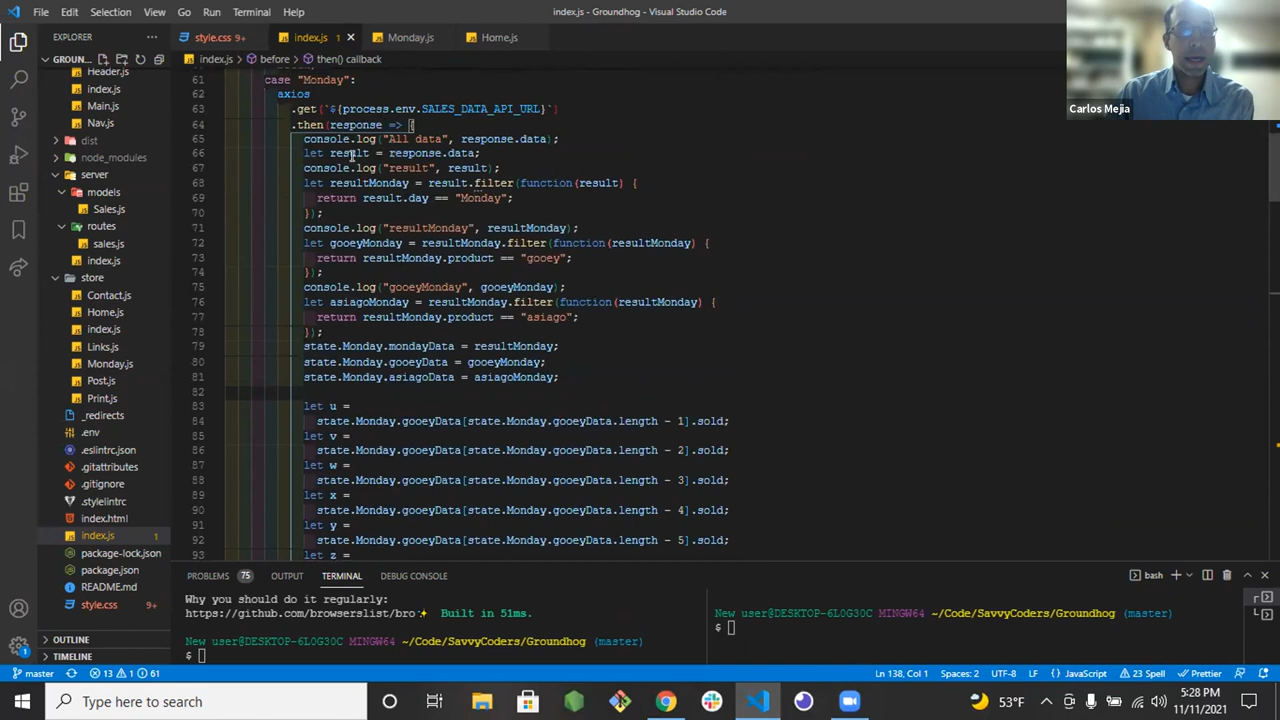 File Edit Selection View Go Run Terminal Help
index.js - Groundhog - Visual Studio Code
EXPLORER
style.css 9+
index.js 1
Monday.js
Home.js
GROUN...
index.js > before > then() callback
Header.js
index.js
Main.js
Nav.js
dist
node_modules
server
models
Sales.js
routes
sales.js
index.js
store
Contact.js
Home.js
index.js
Links.js
Monday.js
Post.js
Print.js
_redirects
.env
.eslintrc.json
.gitattributes
.gitignore
.stylelintrc
index.html
index.js 1
package-lock.json
package.json
README.md
style.css 9+
OUTLINE
TIMELINE
61 case "Monday":
62 axios
63 .get(`${process.env.SALES_DATA_API_URL}`)
64 .then(response => {
65 console.log("All data", response.data);
66 let result = response.data;
67 console.log("result", result);
68 let resultMonday = result.filter(function(result) {
69 return result.day == "Monday";
70 });
71 console.log("resultMonday", resultMonday);
72 let gooeyMonday = resultMonday.filter(function(resultMonday) {
73 return resultMonday.product == "gooey";
74 });
75 console.log("gooeyMonday", gooeyMonday);
76 let asiagoMonday = resultMonday.filter(function(resultMonday) {
77 return resultMonday.product == "asiago";
78 });
79 state.Monday.mondayData = resultMonday;
80 state.Monday.gooeyData = gooeyMonday;
81 state.Monday.asiagoData = asiagoMonday;
82
83 let u =
84 state.Monday.gooeyData[state.Monday.gooeyData.length - 1].sold;
85 let v =
86 state.Monday.gooeyData[state.Monday.gooeyData.length - 2].sold;
87 let w =
88 state.Monday.gooeyData[state.Monday.gooeyData.length - 3].sold;
89 let x =
90 state.Monday.gooeyData[state.Monday.gooeyData.length - 4].sold;
91 let y =
92 state.Monday.gooeyData[state.Monday.gooeyData.length - 5].sold;
93 let z =
Carlos Mejia
PROBLEMS 75 OUTPUT TERMINAL DEBUG CONSOLE
bash
Why you should do it regularly:
https://github.com/browserslist/bro Built in 51ms.
New user@DESKTOP-6LOG30C MINGW64 ~/Code/SavvyCoders/Groundhog (master)
$
New user@DESKTOP-6LOG30C MINGW64 ~/Code/SavvyCoders/Groundhog (master)
$
master 13 1 61
Ln 138, Col 1 Spaces: 2 UTF-8 LF JavaScript 23 Spell Prettier
Type here to search
53°F
5:28 PM
11/11/2021